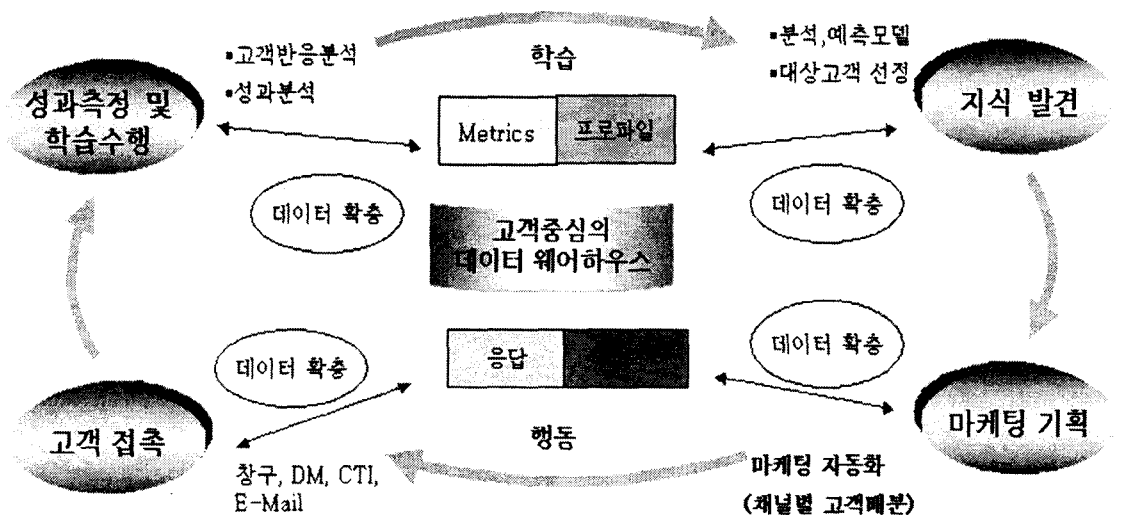 ▪고객반응분석
▪성과분석
학습
▪분석,예측모델
▪대상고객 선정
성과측정 및
학습수행
Metrics
프로파일
지식 발견
데이터 확충
데이터 확충
고객중심의
데이터 웨어하우스
데이터 확충
응답
데이터 확충
고객 접촉
행동
마케팅 기획
창구, DM, CTI,
E-Mail
마케팅 자동화
(채널별 고객배분)